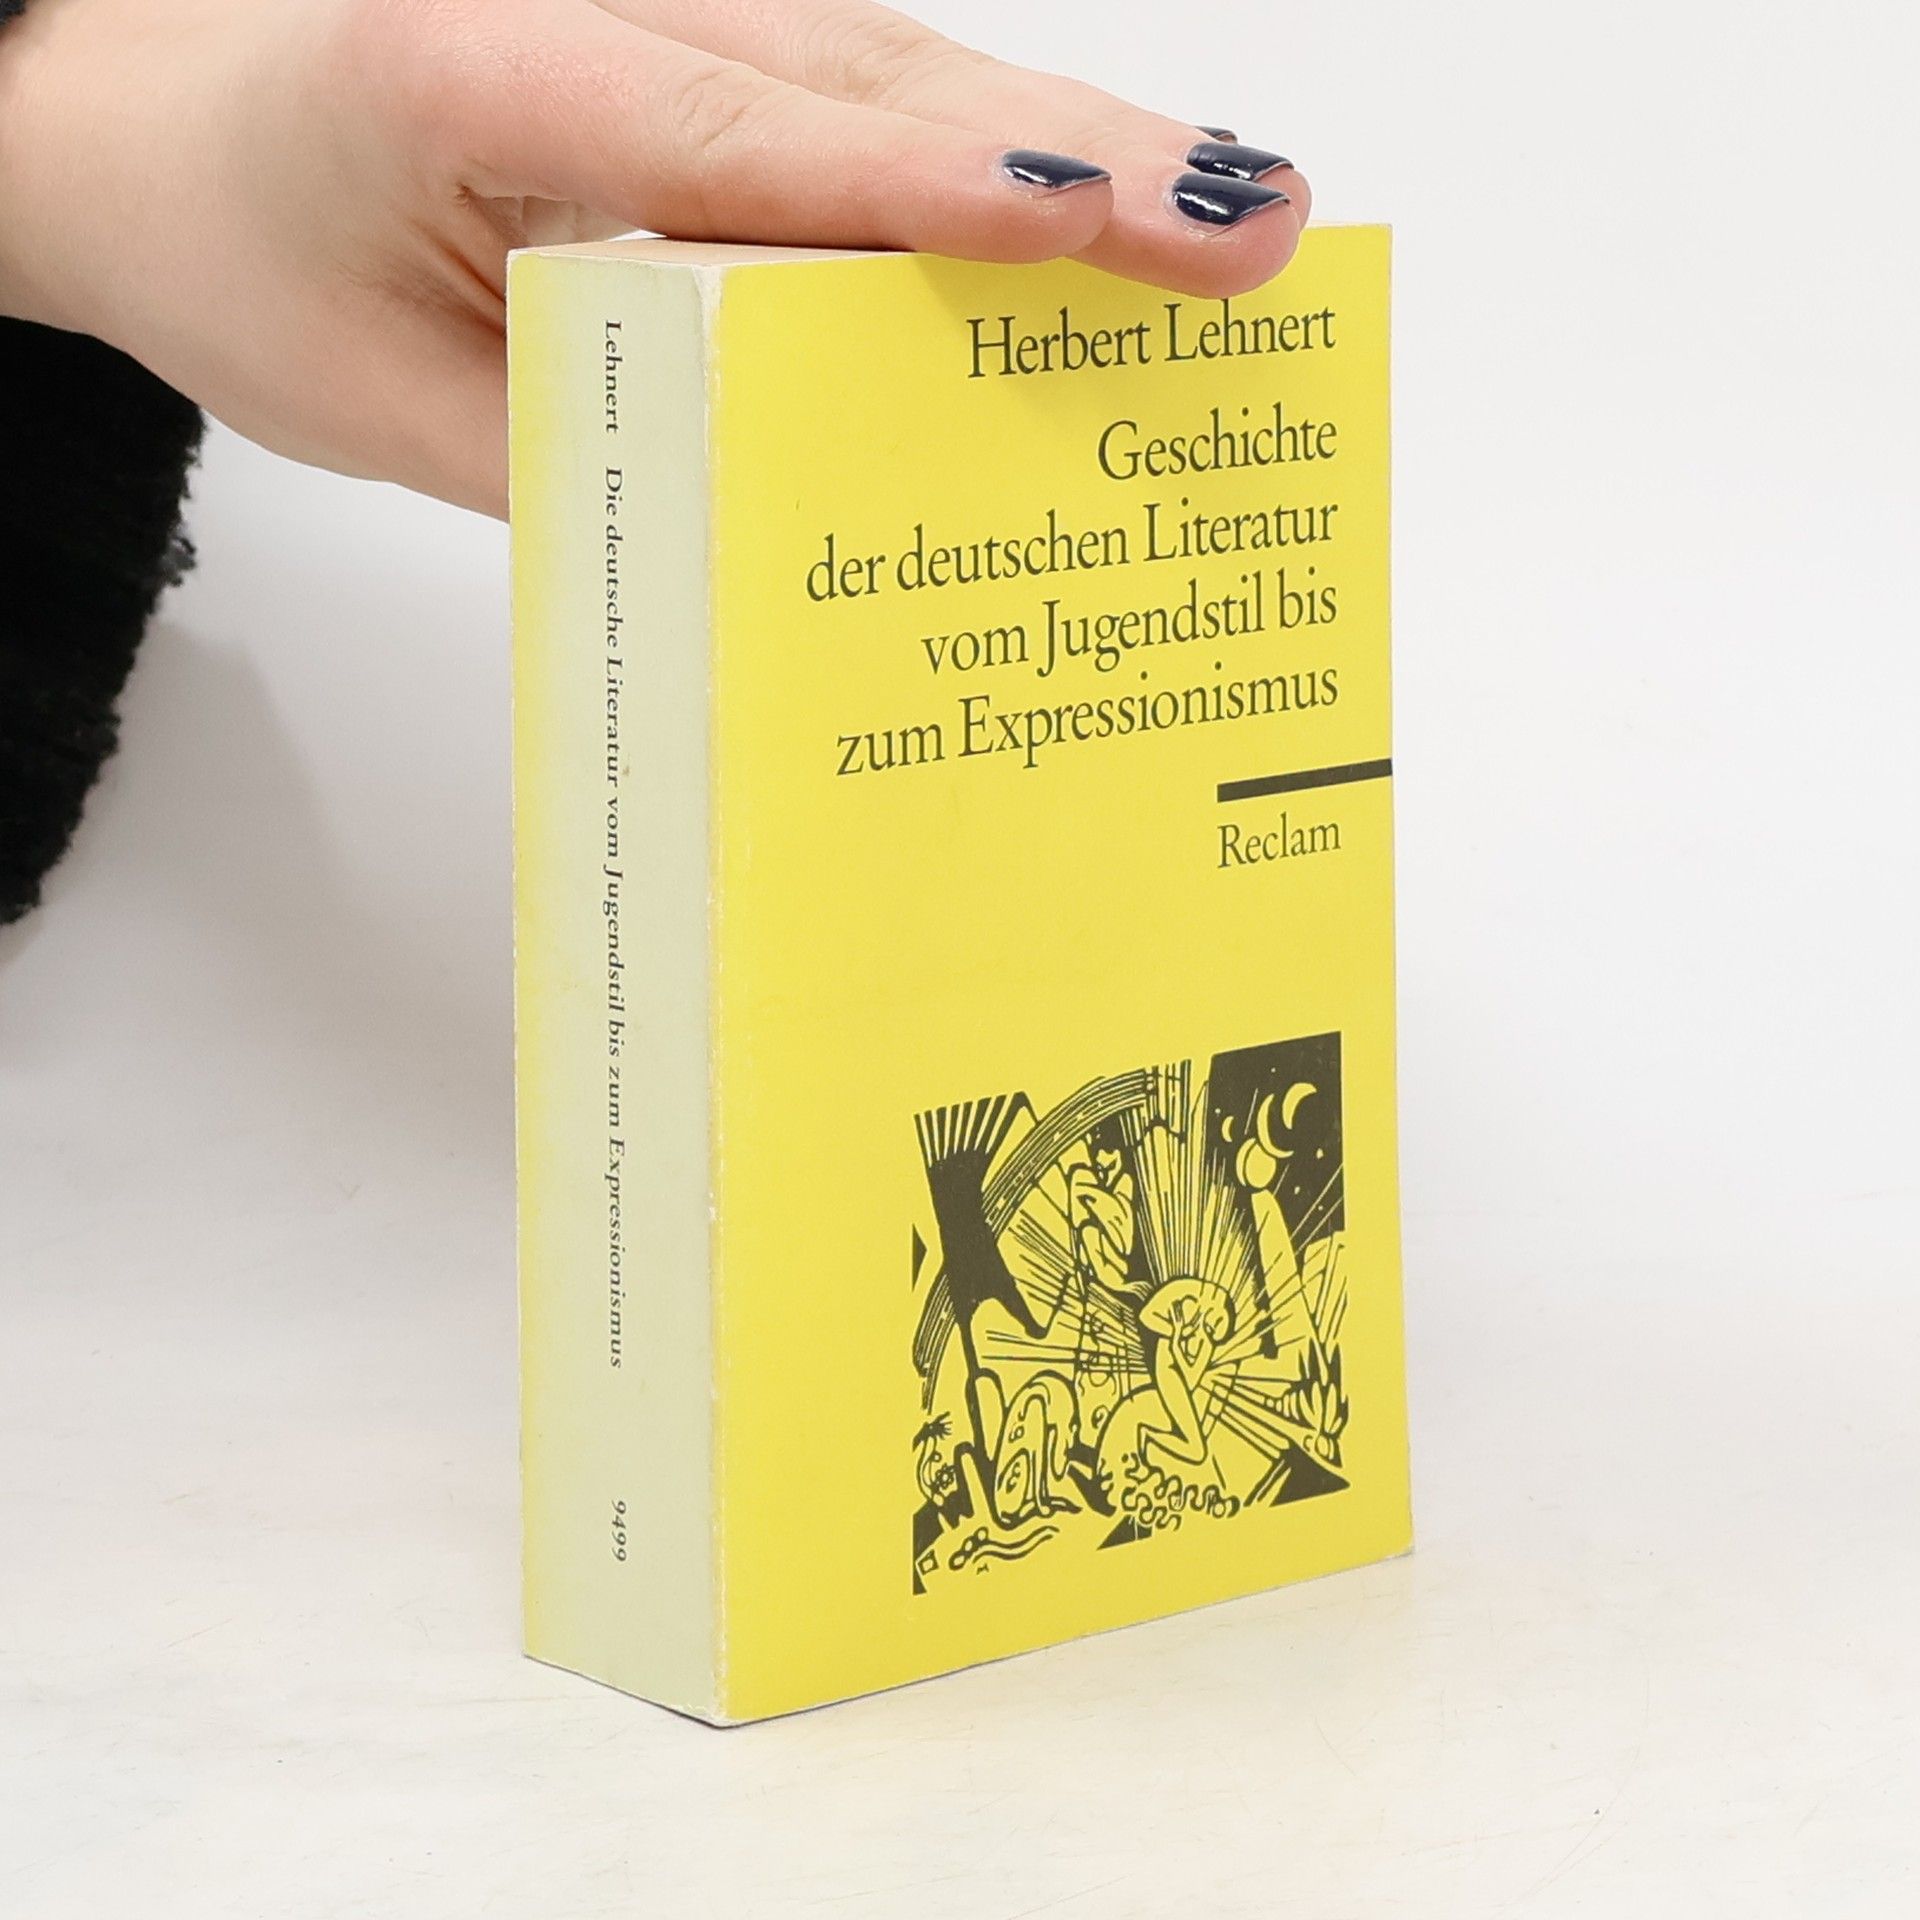 Herbert Lehnert
Geschichte
der deutschen Literatur
vom Jugendstil bis
zum Expressionismus
Reclam
Lehnert Die deutsche Literatur vom Jugendstil bis zum Expressionismus 9499